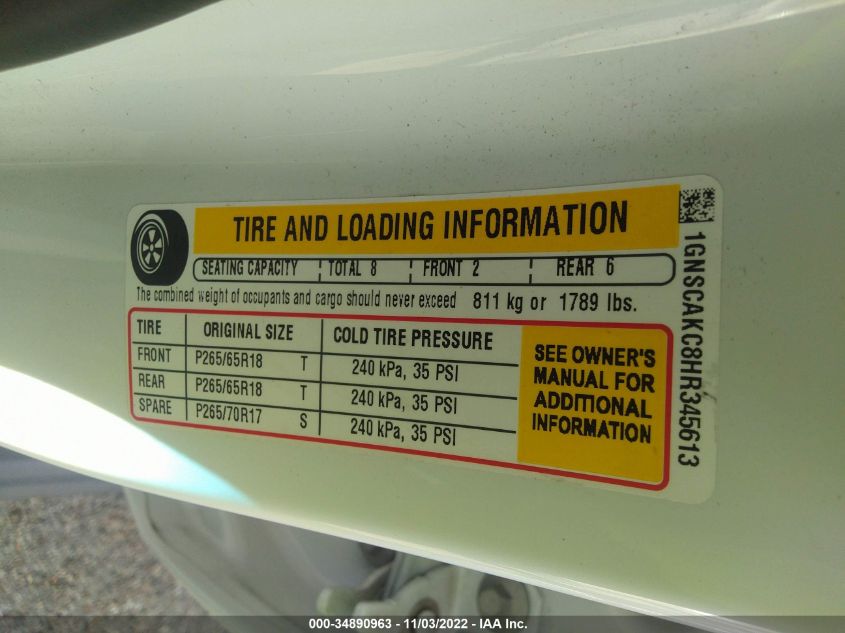 TIRE AND LOADING INFORMATION
SEATING CAPACITY TOTAL 8 FRONT 2 REAR 6
The combined weight of occupants and cargo should never exceed 811 kg or 1789 lbs.
TIRE ORIGINAL SIZE COLD TIRE PRESSURE
FRONT P265/65R18 T 240 kPa, 35 PSI
REAR P265/65R18 T 240 kPa, 35 PSI
SPARE P265/70R17 S 240 kPa, 35 PSI
SEE OWNER'S
MANUAL FOR
ADDITIONAL
INFORMATION
1GNSCAKC8HR345613
000-34890963 - 11/03/2022 - IAA Inc.